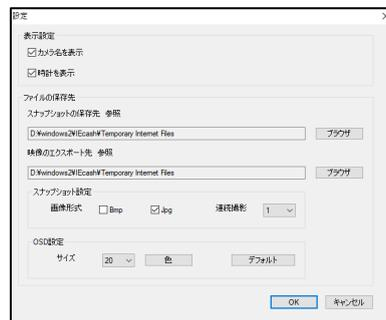 設定
表示設定
カメラ名を表示
時計を表示
ファイルの保存先
スナップショットの保存先 参照
D:¥windows2¥IEcash¥Temporary Internet Files ブラウザ
映像のエクスポート先 参照
D:¥windows2¥IEcash¥Temporary Internet Files ブラウザ
スナップショット設定
画像形式 Bmp Jpg 連続撮影 1
OSD設定
サイズ 20 色 デフォルト
OK キャンセル